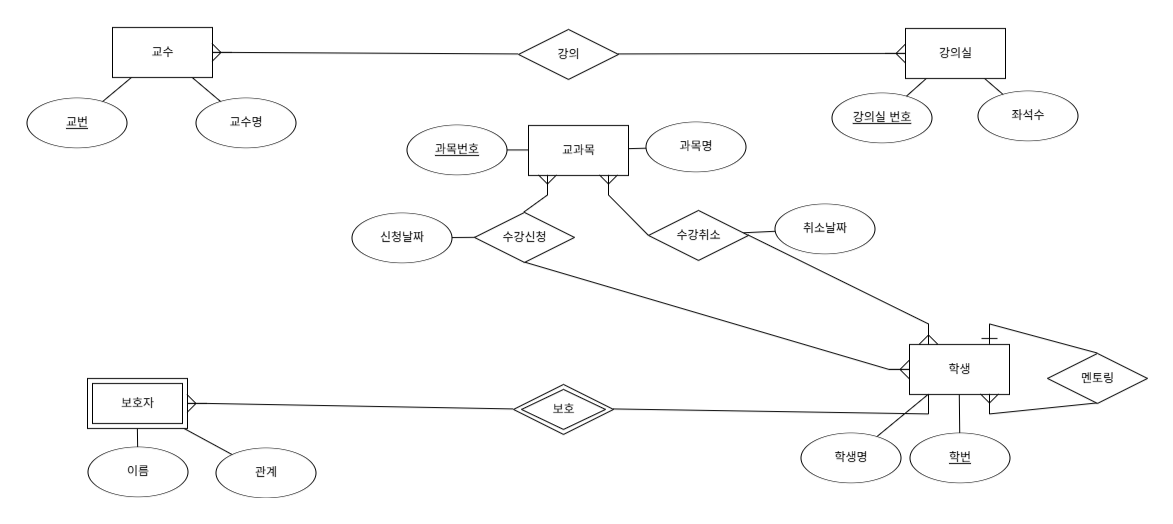 교수
강의
강의실
교번
교수명
강의실 번호
좌석수
과목번호
교과목
과목명
신청날짜
수강신청
수강취소
취소날짜
학생
멘토링
보호자
보호
이름
관계
학생명
학번